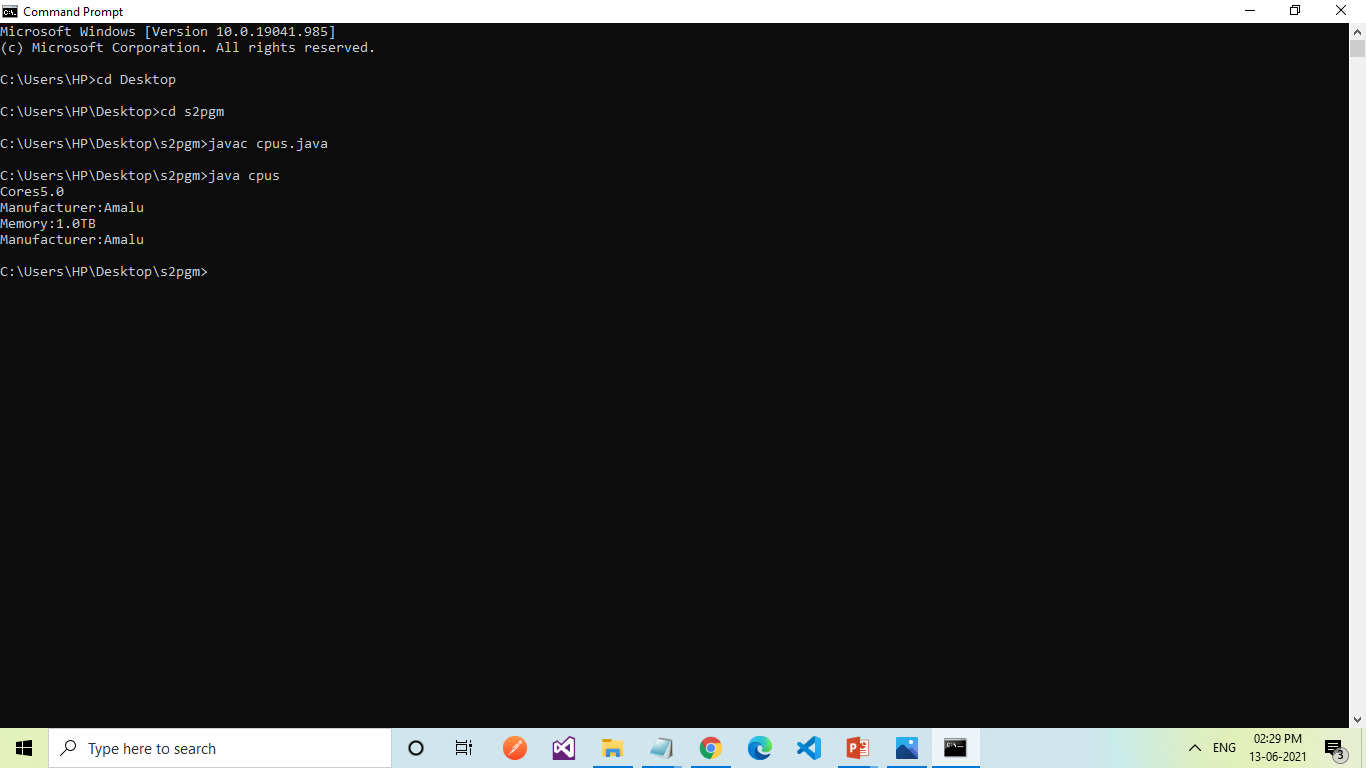 Command Prompt
Microsoft Windows [Version 10.0.19041.985]
(c) Microsoft Corporation. All rights reserved.
C:\Users\HP>cd Desktop
C:\Users\HP\Desktop>cd s2pgm
C:\Users\HP\Desktop\s2pgm>javac cpus.java
C:\Users\HP\Desktop\s2pgm>java cpus
Cores5.0
Manufacturer:Amalu
Memory:1.0TB
Manufacturer:Amalu
C:\Users\HP\Desktop\s2pgm>
Type here to search
ENG
02:29 PM
13-06-2021
3